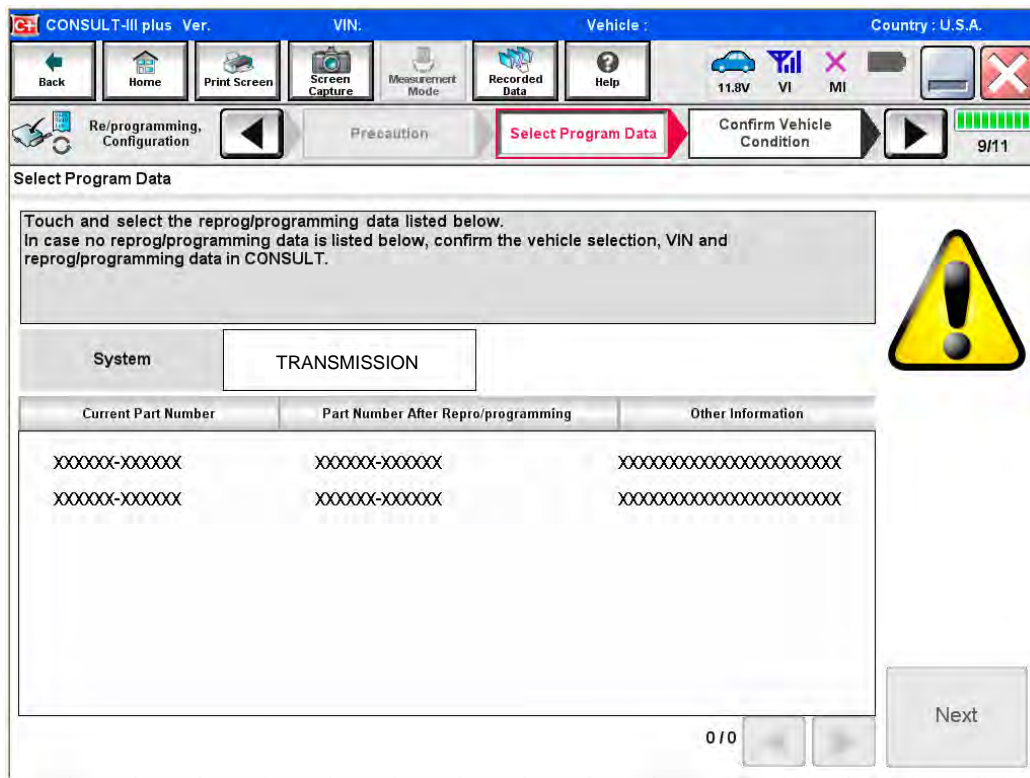 C+ CONSULT-III plus Ver. VIN: Vehicle : Country : U.S.A.
Back Home Print Screen Screen Capture Measurement Mode Recorded Data Help 11.8V VI MI
Re/programming, Configuration Precaution Select Program Data Confirm Vehicle Condition 9/11
Select Program Data
Touch and select the reprog/programming data listed below.
In case no reprog/programming data is listed below, confirm the vehicle selection, VIN and
reprog/programming data in CONSULT.
System TRANSMISSION
Current Part Number Part Number After Repro/programming Other Information
XXXXXX-XXXXXX XXXXXX-XXXXXX XXXXXXXXXXXXXXXXXXXXXX
XXXXXX-XXXXXX XXXXXX-XXXXXX XXXXXXXXXXXXXXXXXXXXXX
Next
0/0